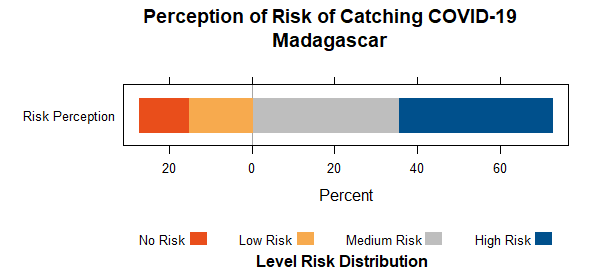 Perception of Risk of Catching COVID-19
Madagascar
Risk Perception
20 0 20 40 60
Percent
No Risk Low Risk Medium Risk High Risk
Level Risk Distribution